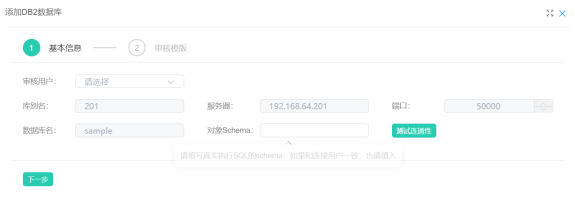 添加DB2数据库
1 基本信息 2 审核模版
审核用户： 请选择
库别名： 201 服务器： 192.168.64.201 端口： 50000
数据库名： sample 对象Schema： 测试连通性
请填写真实执行SQL的schema，如果和连接用户一致，也请填入
下一步